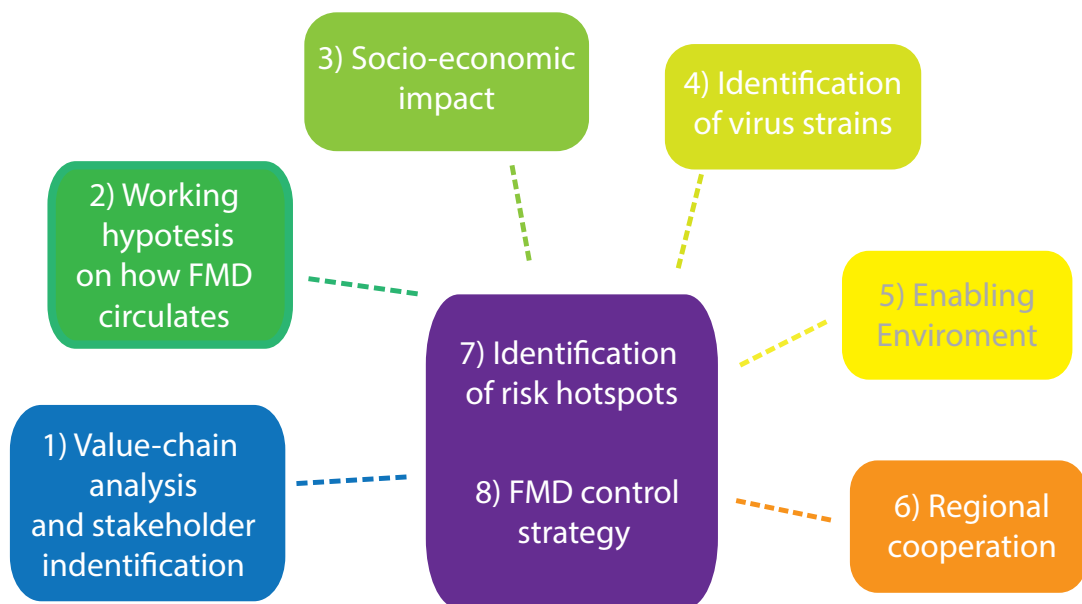 1) Value-chain
analysis
and stakeholder
indentification
2) Working
hypotesis
on how FMD
circulates
3) Socio-economic
impact
4) Identification
of virus strains
5) Enabling
Enviroment
6) Regional
cooperation
7) Identification
of risk hotspots
8) FMD control
strategy